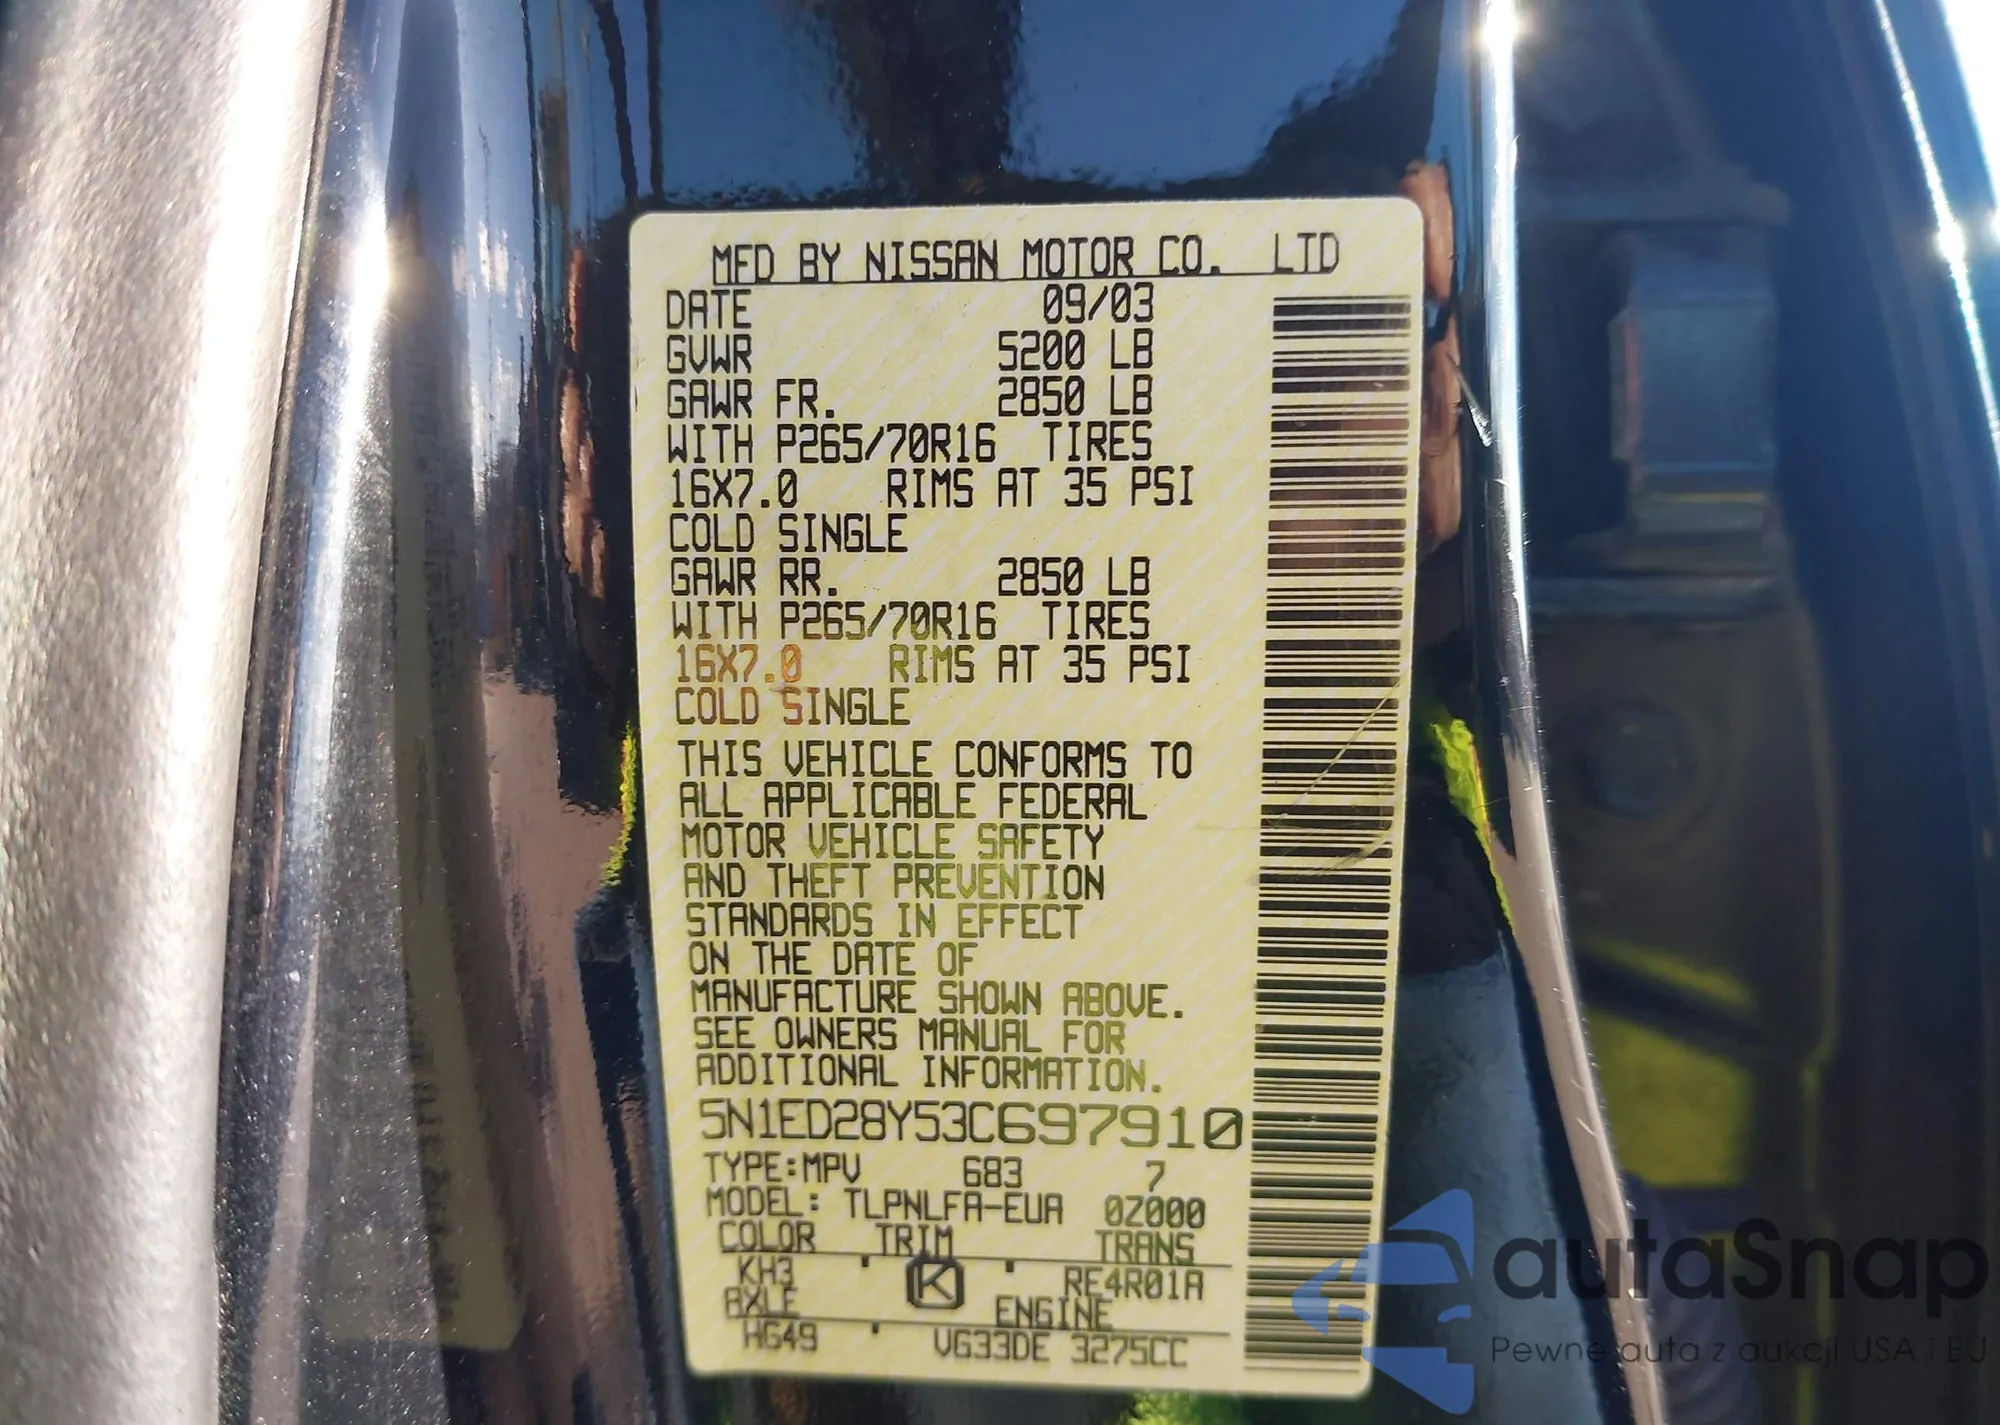 MFD BY NISSAN MOTOR CO. LTD
DATE 09/03
GVWR 5200 LB
GAWR FR. 2850 LB
WITH P265/70R16 TIRES
16X7.0 RIMS AT 35 PSI
COLD SINGLE
GAWR RR. 2850 LB
WITH P265/70R16 TIRES
16X7.0 RIMS AT 35 PSI
COLD SINGLE
THIS VEHICLE CONFORMS TO
ALL APPLICABLE FEDERAL
MOTOR VEHICLE SAFETY
AND THEFT PREVENTION
STANDARDS IN EFFECT
ON THE DATE OF
MANUFACTURE SHOWN ABOVE.
SEE OWNERS MANUAL FOR
ADDITIONAL INFORMATION.
5N1ED28Y53C697910
TYPE:MPV 683 7
MODEL: TLPNLFA-EUA 0Z000
COLOR TRIM TRANS
KH3 K RE4R01A
AXLE ENGINE
HG49 VG33DE 3275CC
autaSnap
Pewne auta z aukcji USA i EU